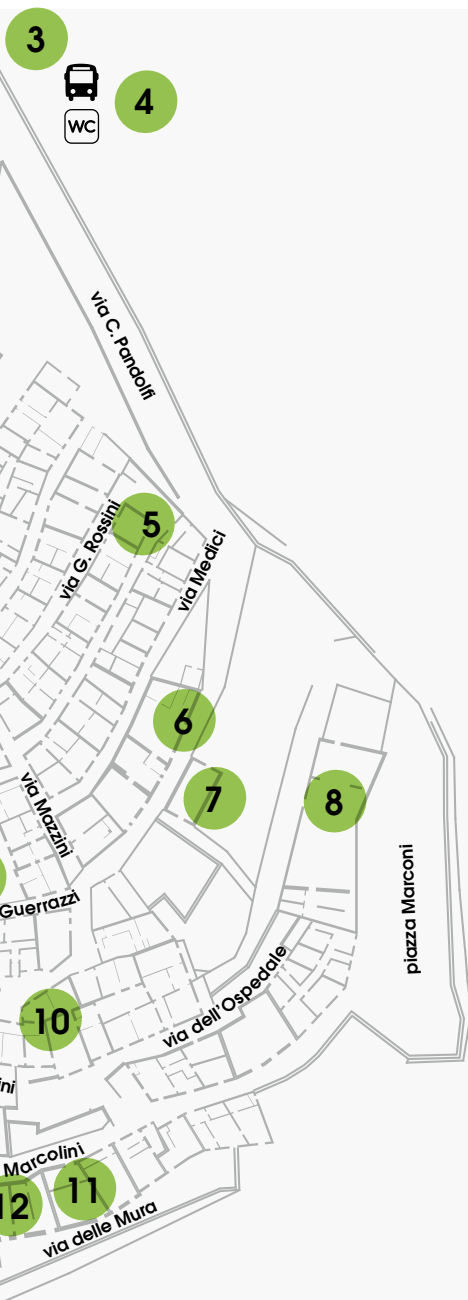 3
4
WC
via C. Pandolfi
5
via G. Rossini
via Medici
6
7
8
via Mazzini
Guerrazzi
piazza Marconi
via dell'Ospedale
10
ini
Marcolini
11
12
via delle Mura